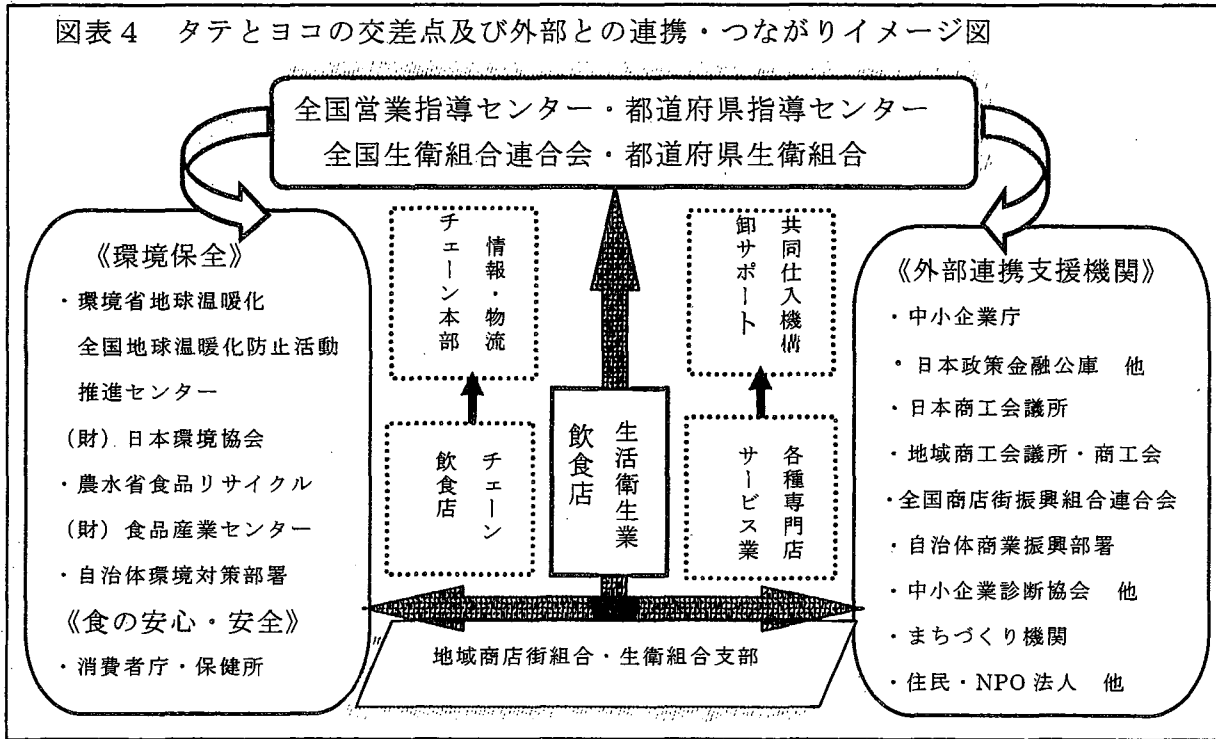 図表4 タテとヨコの交差点及び外部との連携・つながりイメージ図
全国営業指導センター・都道府県指導センター
全国生衛組合連合会・都道府県生衛組合
《環境保全》
・環境省地球温暖化
全国地球温暖化防止活動
推進センター
(財)日本環境協会
・農水省食品リサイクル
(財)食品産業センター
・自治体環境対策部署
《食の安心・安全》
・消費者庁・保健所
情報・物流
チェーン本部
チェーン
飲食店
生活衛生業
飲食店
共同仕入機構
卸サポート
各種専門店
サービス業
地域商店街組合・生衛組合支部
《外部連携支援機関》
・中小企業庁
・日本政策金融公庫 他
・日本商工会議所
・地域商工会議所・商工会
・全国商店街振興組合連合会
・自治体商業振興部署
・中小企業診断協会 他
・まちづくり機関
・住民・NPO法人 他